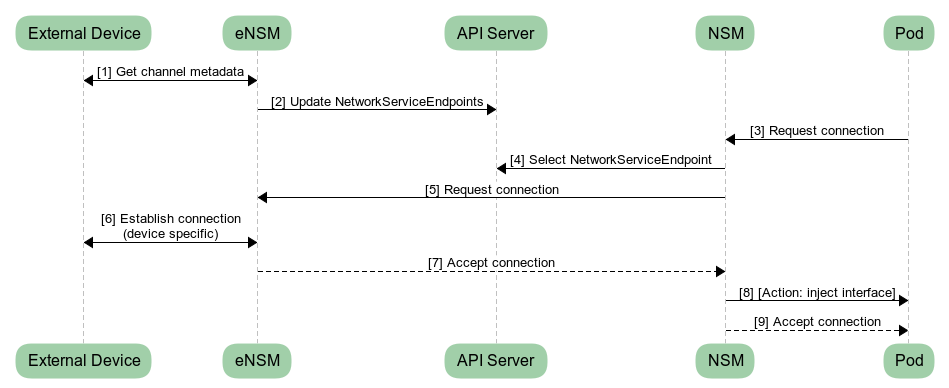 External Device
eNSM
API Server
NSM
Pod
[1] Get channel metadata
[2] Update NetworkServiceEndpoints
[3] Request connection
[4] Select NetworkServiceEndpoint
[5] Request connection
[6] Establish connection
(device specific)
[7] Accept connection
[8] [Action: inject interface]
[9] Accept connection
External Device
eNSM
API Server
NSM
Pod